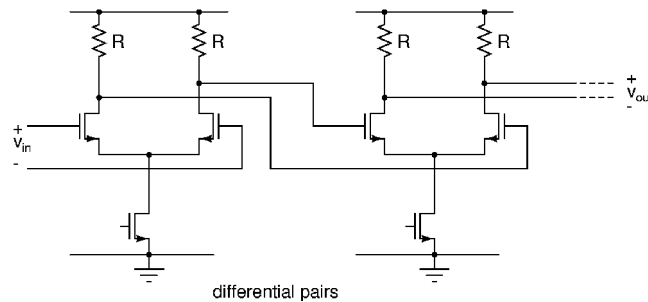 R
R
R
R
+
v_in
-
+
v_ou
-
differential pairs